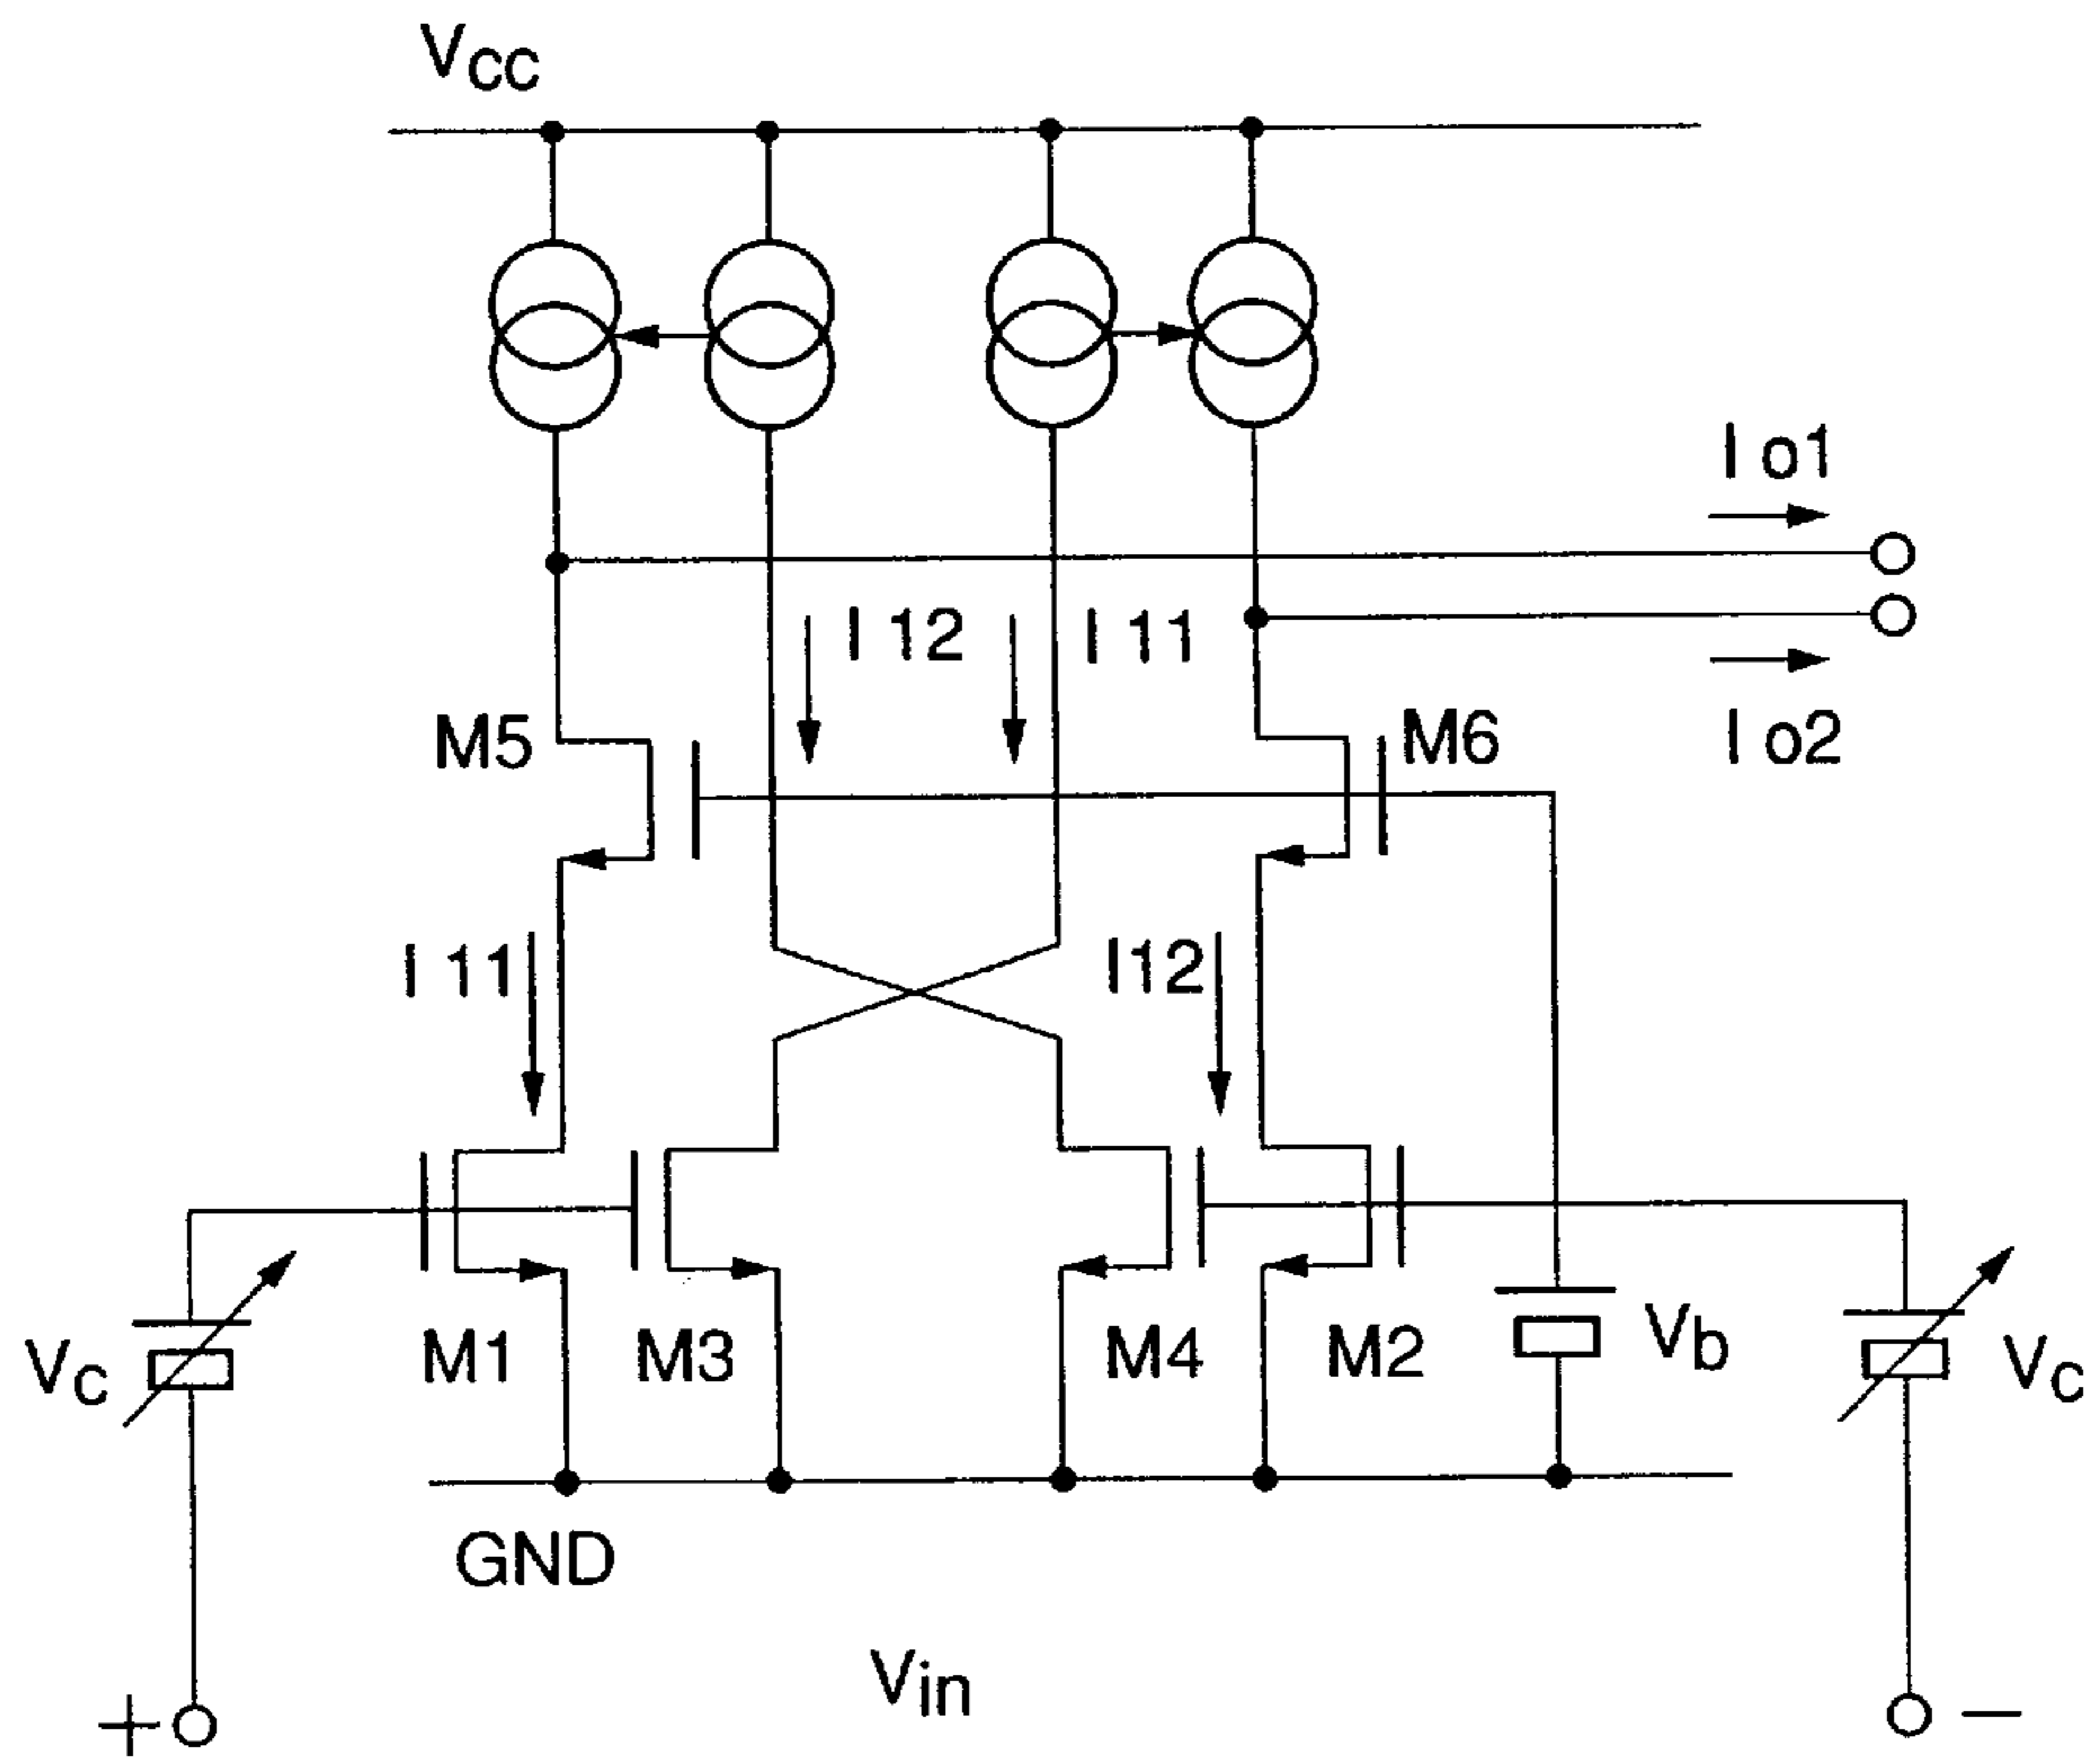 Vcc
I o1
I 12
I 11
M5
M6
I o2
I 11
I12
Vc
M1
M3
M4
M2
Vb
Vc
GND
Vin
+
−